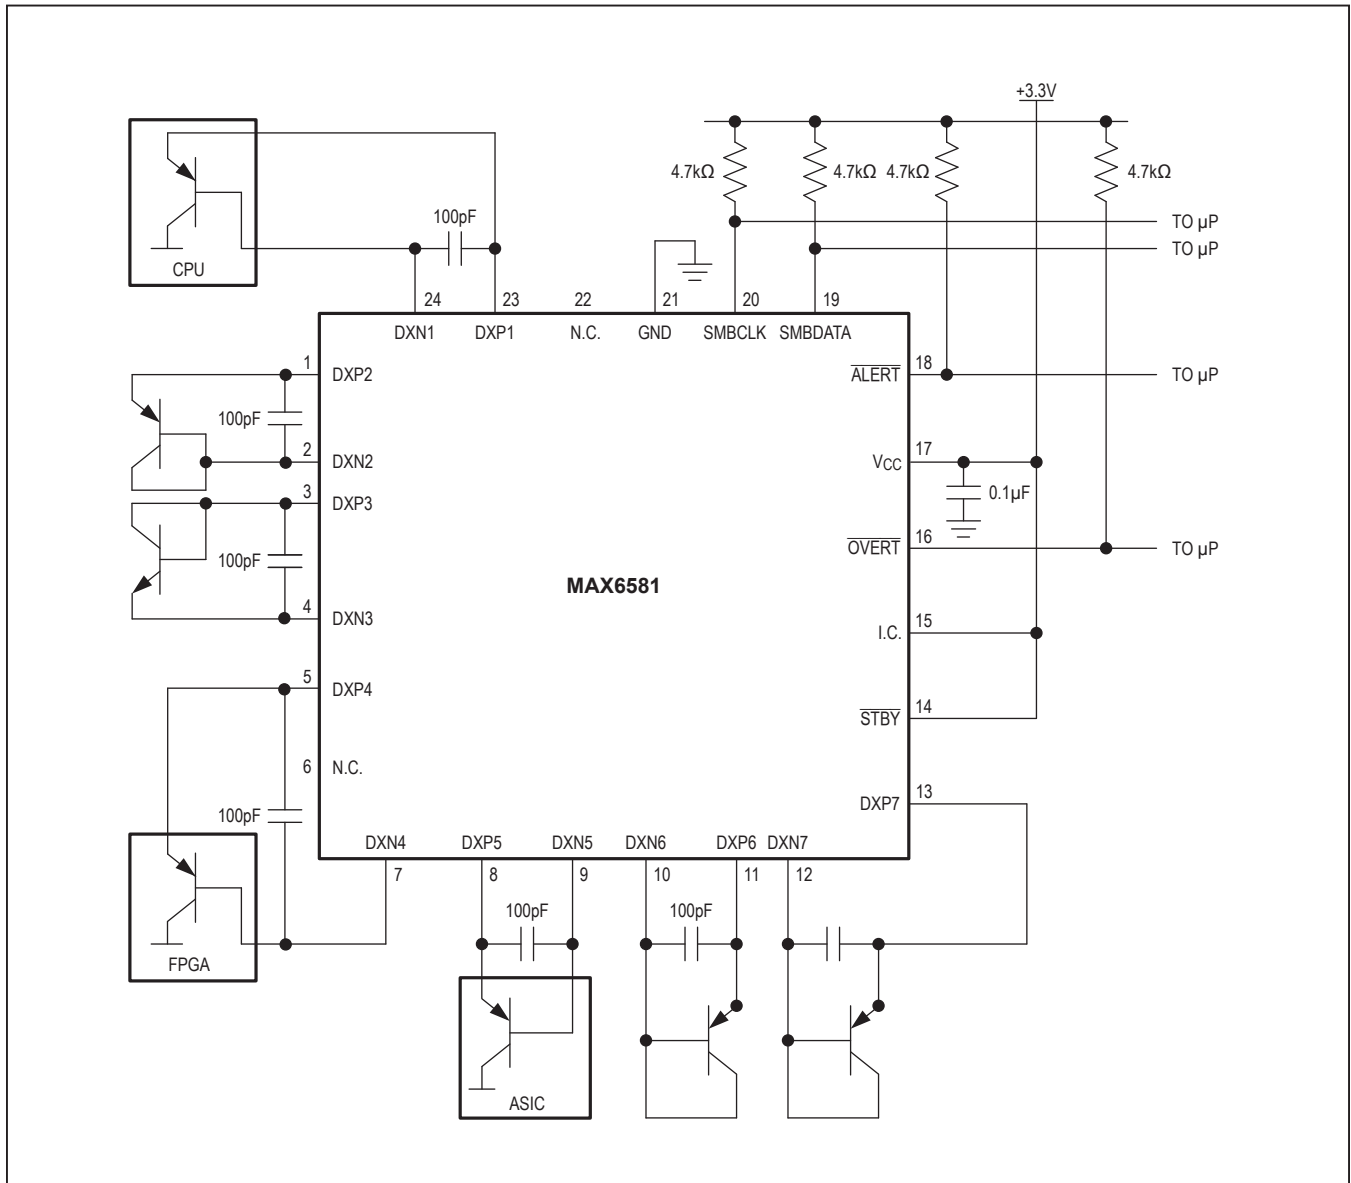 +3.3V
4.7kΩ
4.7kΩ
4.7kΩ
4.7kΩ
100pF
TO µP
TO µP
CPU
24
23
22
21
20
19
DXN1
DXP1
N.C.
GND
SMBCLK
SMBDATA
1
DXP2
ALERT
18
TO µP
100pF
2
DXN2
VCC
17
3
DXP3
0.1µF
100pF
OVERT
16
TO µP
MAX6581
4
DXN3
I.C.
15
5
DXP4
STBY
14
6
N.C.
DXP7
13
100pF
DXN4
DXP5
DXN5
DXN6
DXP6
DXN7
7
8
9
10
11
12
100pF
100pF
FPGA
ASIC